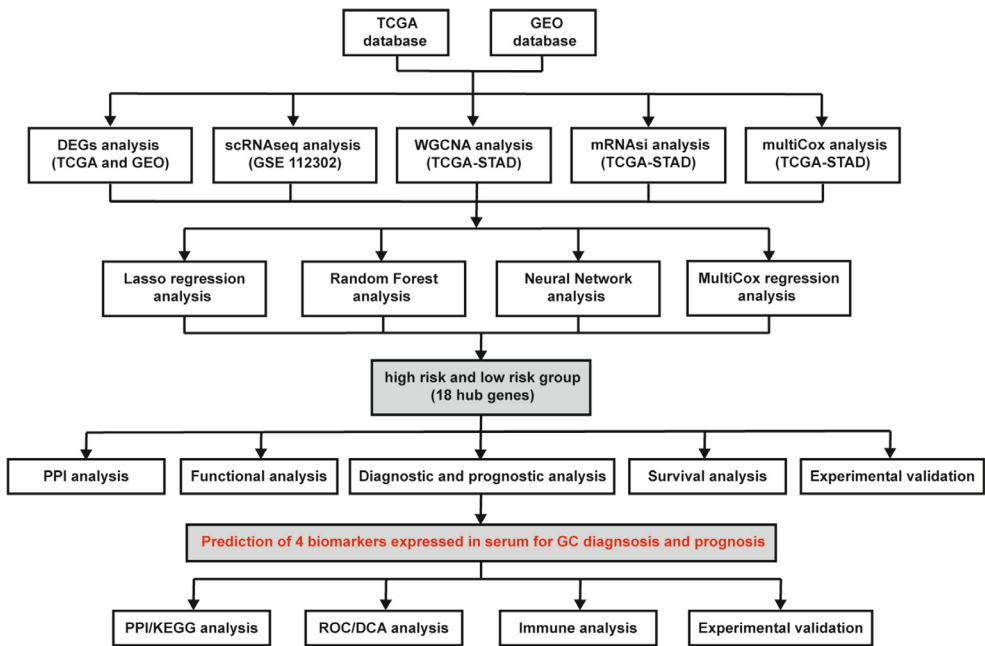 TCGA
database
GEO
database
DEGs analysis
(TCGA and GEO)
scRNAseq analysis
(GSE 112302)
WGCNA analysis
(TCGA-STAD)
mRNAsi analysis
(TCGA-STAD)
multiCox analysis
(TCGA-STAD)
Lasso regression
analysis
Random Forest
analysis
Neural Network
analysis
MultiCox regression
analysis
high risk and low risk group
(18 hub genes)
PPI analysis
Functional analysis
Diagnostic and prognostic analysis
Survival analysis
Experimental validation
Prediction of 4 biomarkers expressed in serum for GC diagnsosis and prognosis
PPI/KEGG analysis
ROC/DCA analysis
Immune analysis
Experimental validation